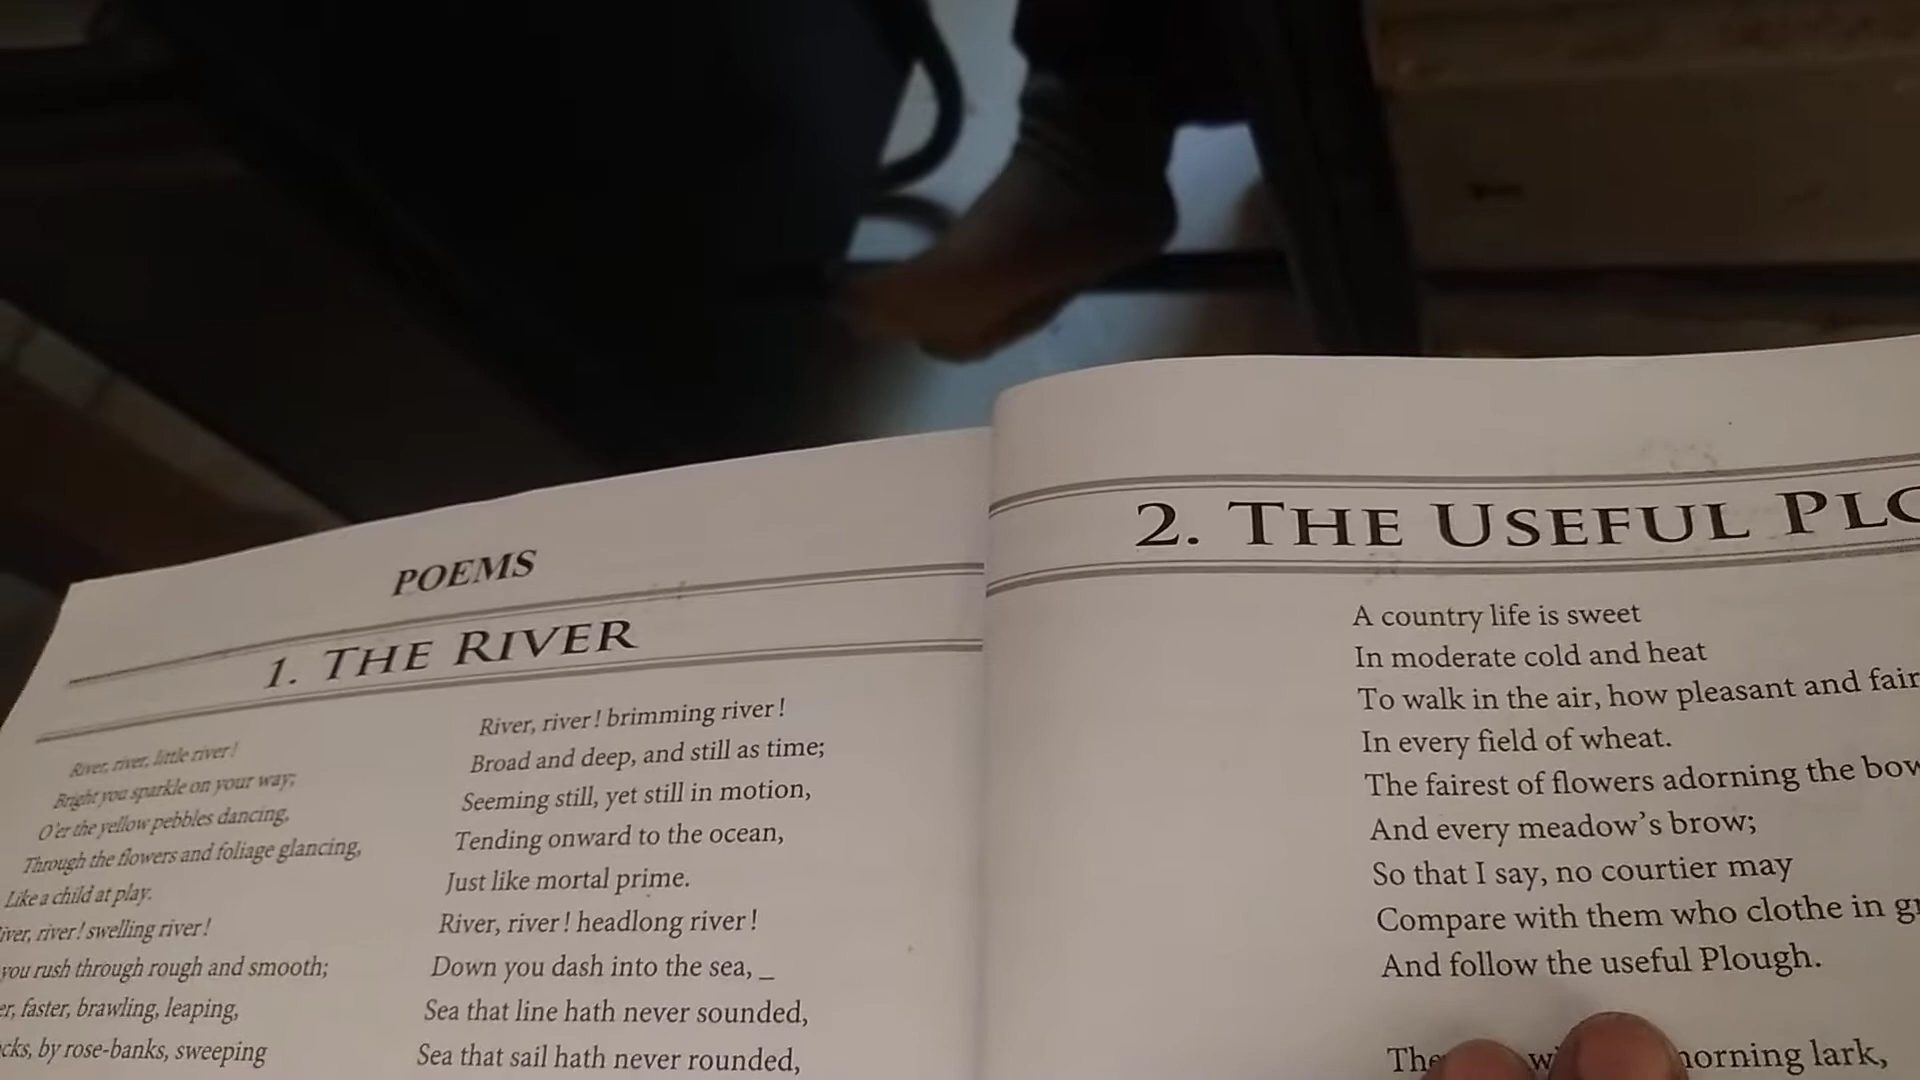 POEMS
1. THE RIVER
River, river, little river!
Bright you sparkle on your way;
O'er the yellow pebbles dancing,
Through the flowers and foliage glancing,
Like a child at play.
river! swelling river!
you rush through rough and smooth;
faster, brawling, leaping,
by rose-banks, sweeping
River, river! brimming river!
Broad and deep, and still as time;
Seeming still, yet still in motion,
Tending onward to the ocean,
Just like mortal prime.
River, river! headlong river!
Down you dash into the sea, _
Sea that line hath never sounded,
Sea that sail hath never rounded,
2. THE USEFUL
A country life is sweet
In moderate cold and heat
To walk in the air, how pleasant and fair
In every field of wheat.
The fairest of flowers adorning the
And every meadow's brow;
So that I say, no courtier may
Compare with them who clothe in
And follow the useful Plough.
lark,